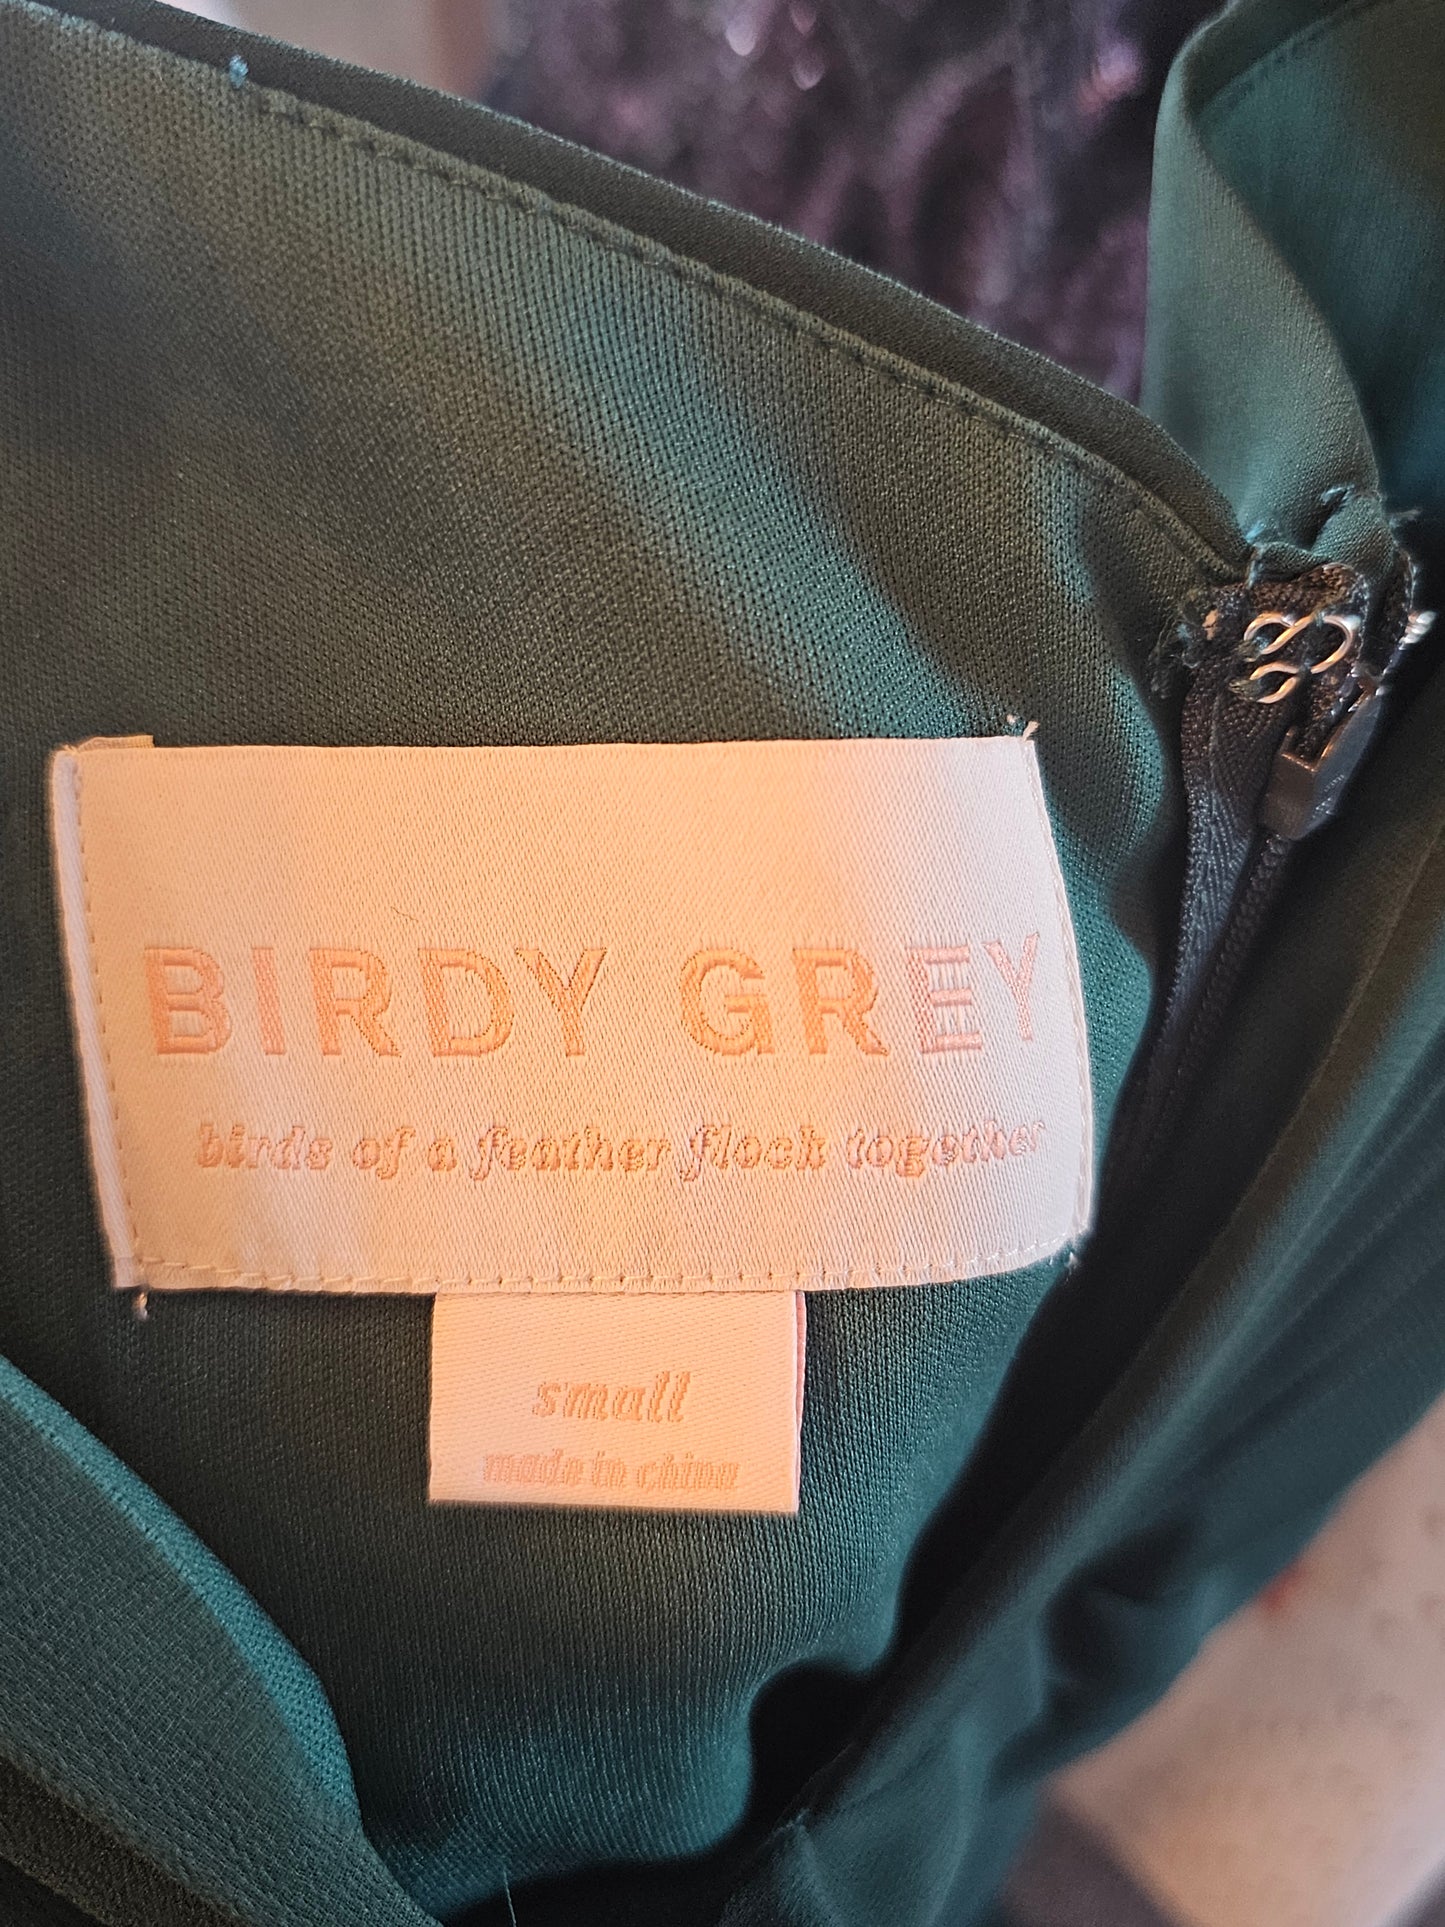 BIRDY GREY
birds of a feather flock together
small
made in china